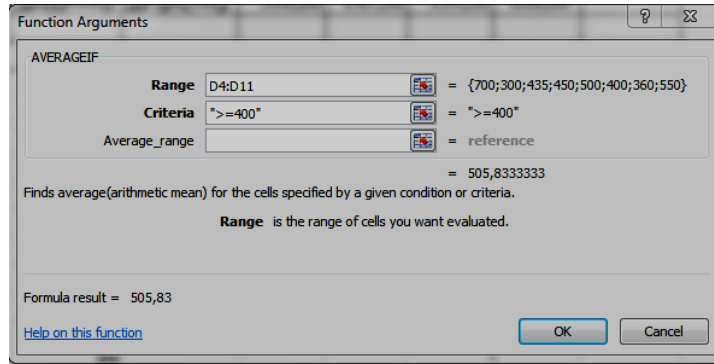 Function Arguments
AVERAGEIF
Range D4:D11 = {700;300;435;450;500;400;360;550}
Criteria ">=400" = ">=400"
Average_range = reference
= 505,8333333
Finds average(arithmetic mean) for the cells specified by a given condition or criteria.
Range is the range of cells you want evaluated.
Formula result = 505,83
Help on this function OK Cancel